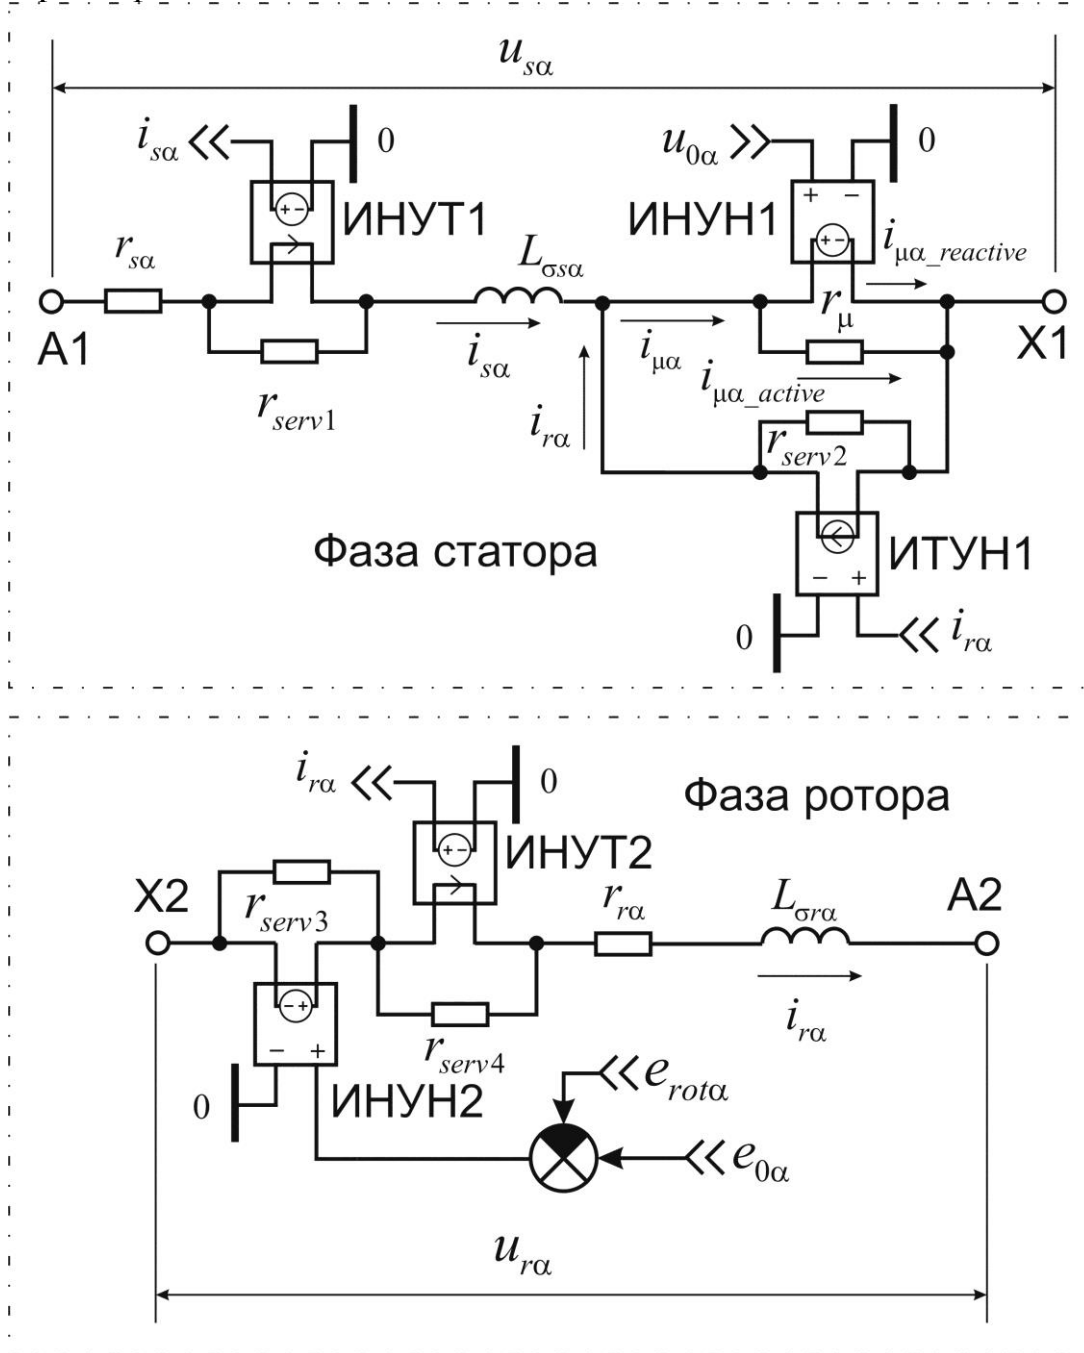 u_sα
i_sα
0
u_0α
0
+ −
ИНУТ1
ИНУН1
+ −
+ −
r_sα
L_σsα
i_μα_reactive
r_μ
A1
X1
i_sα
i_μα
i_μα_active
r_serv1
i_rα
r_serv2
Фаза статора
ИТУН1
− +
0
i_rα
i_rα
0
Фаза ротора
+ −
ИНУТ2
X2
r_serv3
r_rα
L_σrα
A2
− +
i_rα
− +
r_serv4
0
ИНУН2
e_rotα
e_0α
u_rα